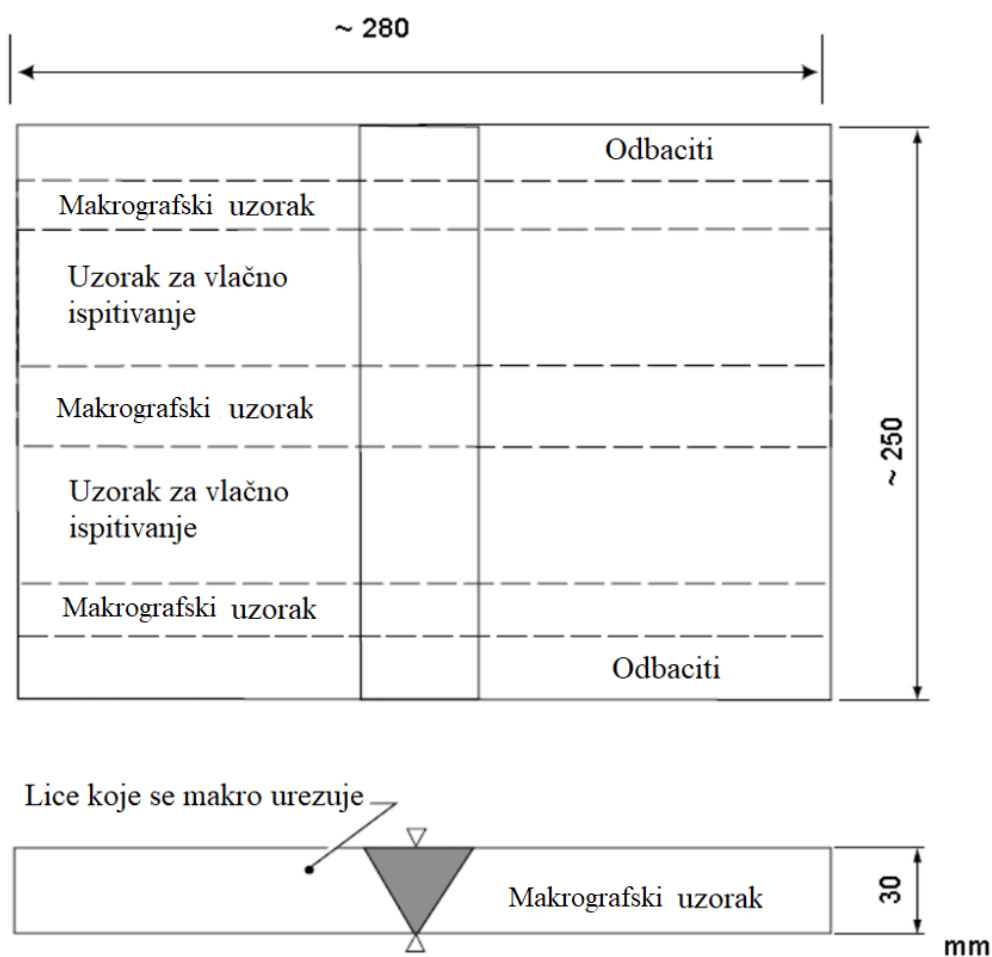 ~ 280
Odbaciti
Makrografski uzorak
Uzorak za vlačno
ispitivanje
Makrografski uzorak
~ 250
Uzorak za vlačno
ispitivanje
Makrografski uzorak
Odbaciti
Lice koje se makro urezuje
Makrografski uzorak
30
mm